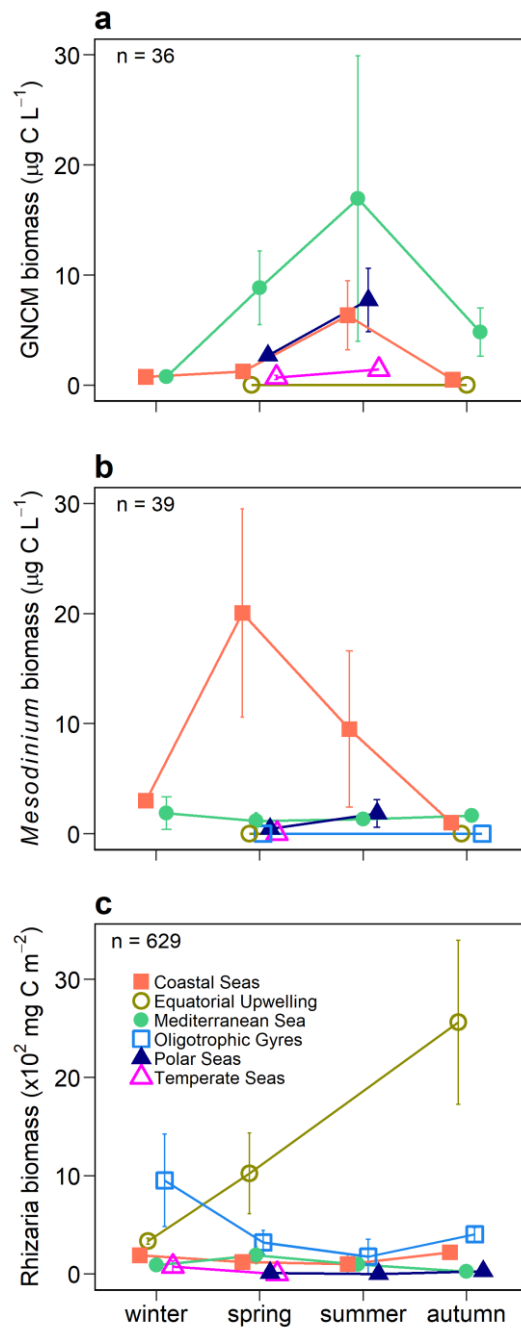 a
n = 36
GNCM biomass (µg C L⁻¹)
30
20
10
0
b
n = 39
Mesodinium biomass (µg C L⁻¹)
30
20
10
0
c
n = 629
Rhizaria biomass (x10² mg C m⁻²)
30
20
10
0
Coastal Seas
Equatorial Upwelling
Mediterranean Sea
Oligotrophic Gyres
Polar Seas
Temperate Seas
winter spring summer autumn